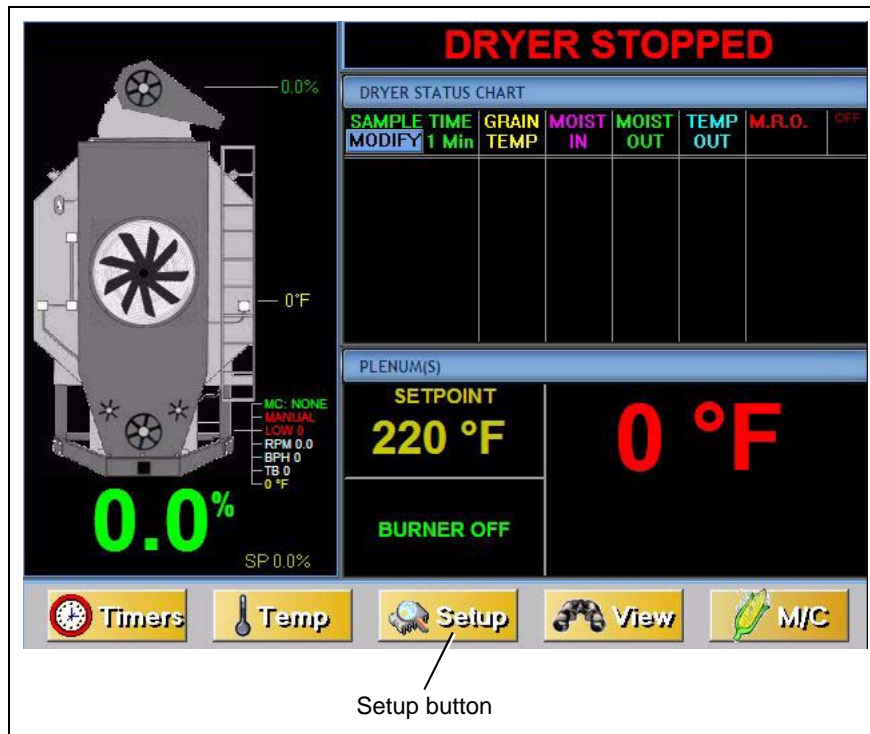 DRYER STOPPED
0.0%
DRYER STATUS CHART
SAMPLE TIME GRAIN MOIST MOIST TEMP M.R.O. OFF
MODIFY 1 Min TEMP IN OUT OUT
0°F
PLENUM(S)
SETPOINT
220 °F
0 °F
BURNER OFF
MC: NONE
MANUAL
LOW 0
RPM 0.0
BPH 0
TB 0
0 °F
0.0%
SP 0.0%
Timers Temp Setup View M/C
Setup button